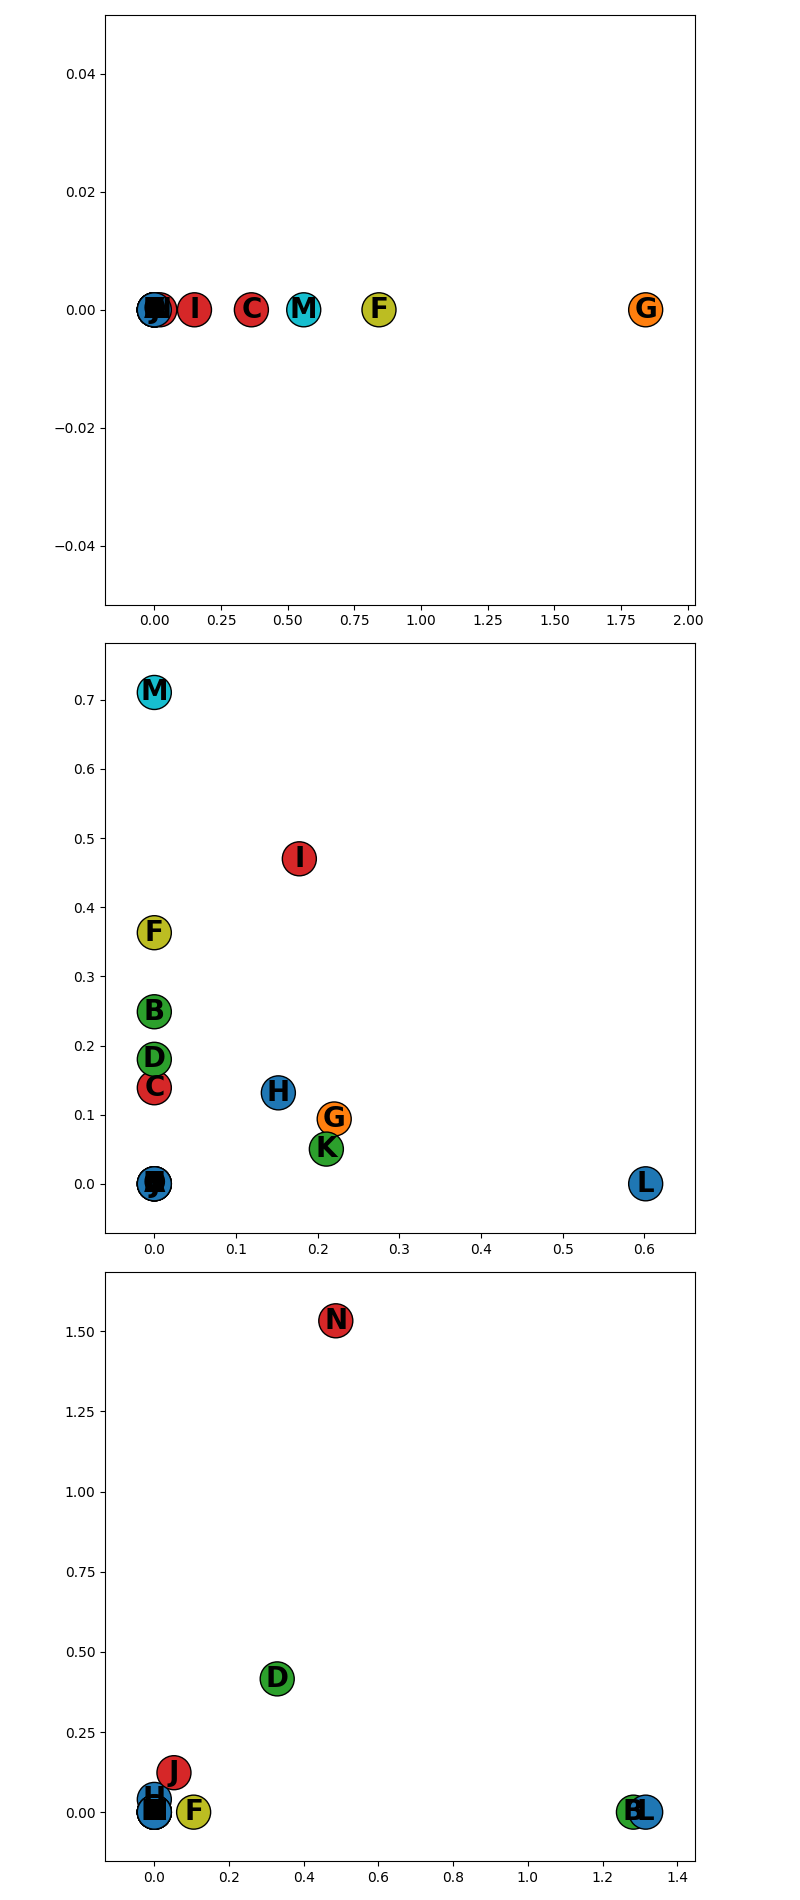 0.04
0.02
0.00
−0.02
−0.04
I C M F G
0.00 0.25 0.50 0.75 1.00 1.25 1.50 1.75 2.00
0.7
0.6
0.5
0.4
0.3
0.2
0.1
0.0
M
I
F
B
D
C
H
G
K
L
0.0 0.1 0.2 0.3 0.4 0.5 0.6
1.50
1.25
1.00
0.75
0.50
0.25
0.00
N
D
J
H
F
B
L
0.0 0.2 0.4 0.6 0.8 1.0 1.2 1.4